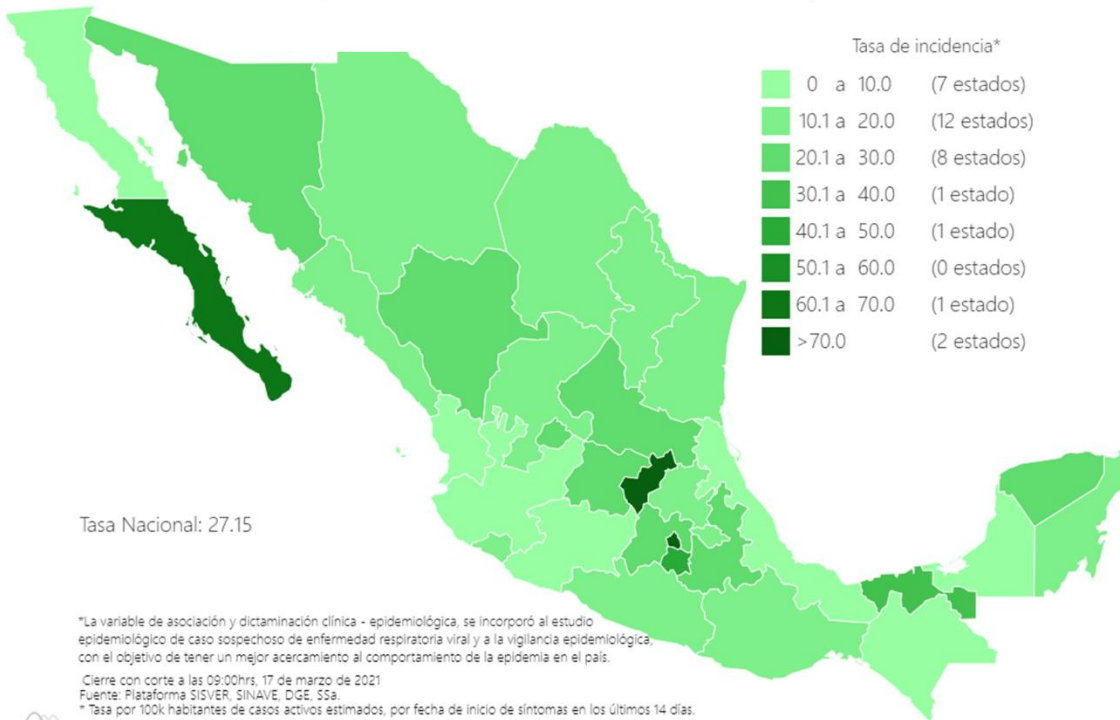 Tasa de incidencia*
0 a 10.0 (7 estados)
10.1 a 20.0 (12 estados)
20.1 a 30.0 (8 estados)
30.1 a 40.0 (1 estado)
40.1 a 50.0 (1 estado)
50.1 a 60.0 (0 estados)
60.1 a 70.0 (1 estado)
>70.0 (2 estados)
Tasa Nacional: 27.15
*La variable de asociación y dictaminación clínica - epidemiológica, se incorporó al estudio
epidemiológico de caso sospechoso de enfermedad respiratoria viral y a la vigilancia epidemiológica,
con el objetivo de tener un mejor acercamiento al comportamiento de la epidemia en el país.
Cierre con corte a las 09:00hrs, 17 de marzo de 2021
Fuente: Plataforma SISVER, SINAVE, DGE, SSa.
* Tasa por 100k habitantes de casos activos estimados, por fecha de inicio de síntomas en los últimos 14 días.